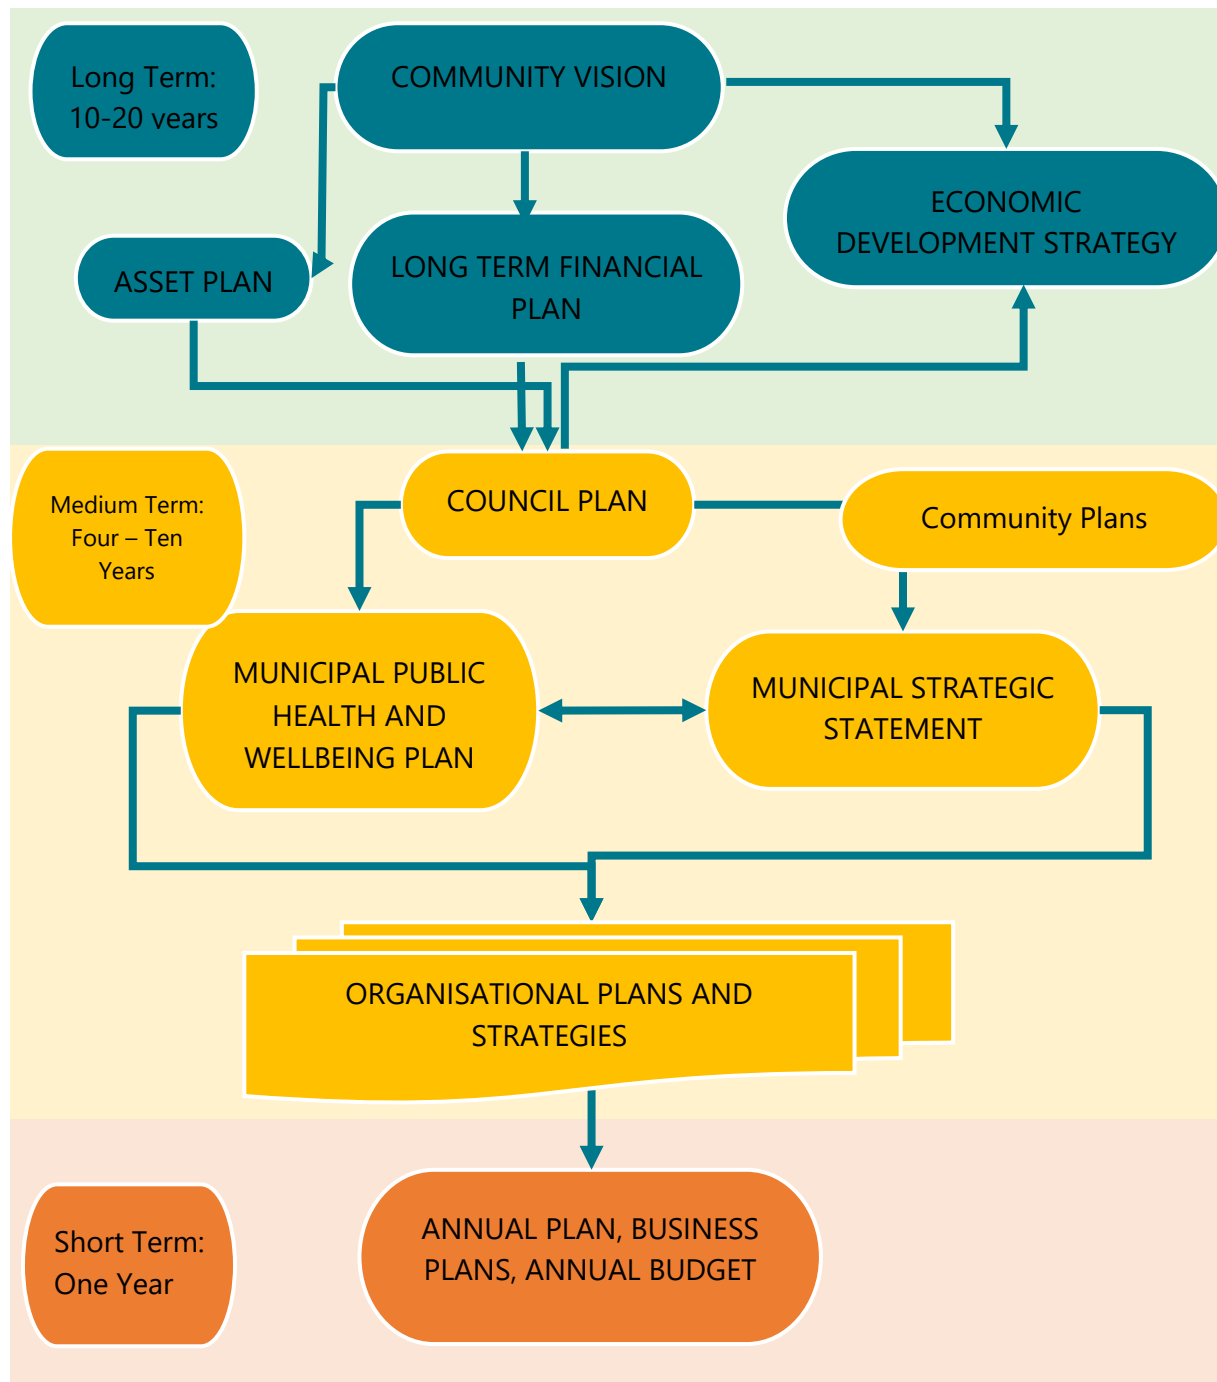 Long Term:
10-20 years
COMMUNITY VISION
ECONOMIC
DEVELOPMENT STRATEGY
ASSET PLAN
LONG TERM FINANCIAL
PLAN
Medium Term:
Four – Ten
Years
COUNCIL PLAN
Community Plans
MUNICIPAL PUBLIC
HEALTH AND
WELLBEING PLAN
MUNICIPAL STRATEGIC
STATEMENT
ORGANISATIONAL PLANS AND
STRATEGIES
Short Term:
One Year
ANNUAL PLAN, BUSINESS
PLANS, ANNUAL BUDGET